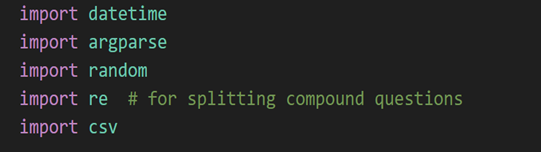 import datetime
import argparse
import random
import re  # for splitting compound questions
import csv